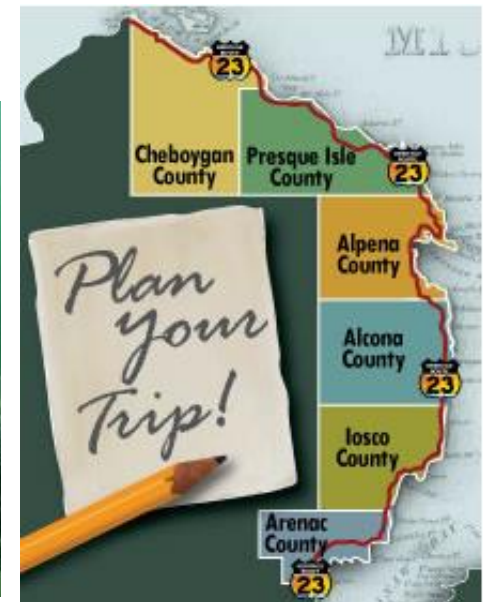 23
Cheboygan
County
Presque Isle
County
23
Alpena
County
Plan
Your
Trip!
Alcona
County
23
Iosco
County
Arenac
County
23